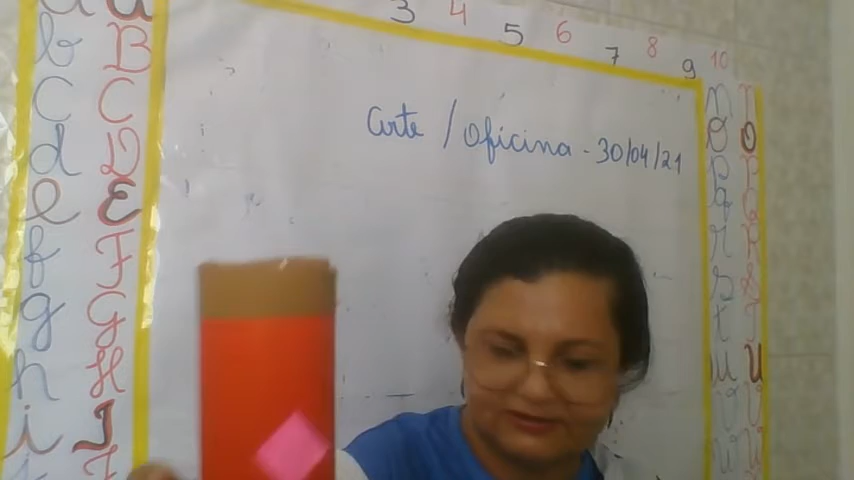 3 4 5 6 7 8 9 10
Arte / Oficina - 30/04/21
b B
c C
d D
e E
f F
g G
h H
i I
n
o O
p P
q Q
r R
s S
t T
u U
v V